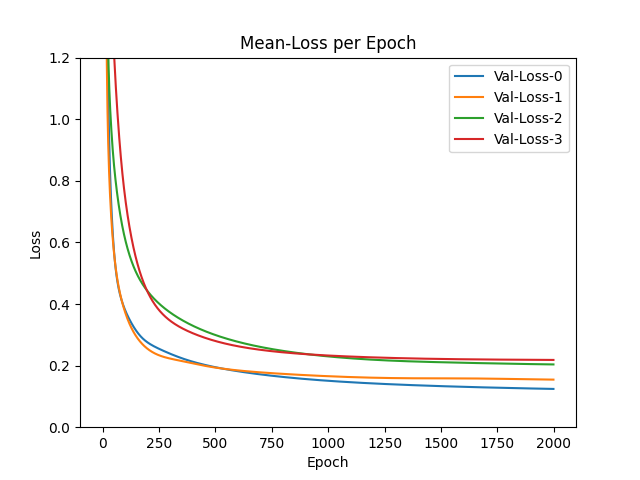 Mean-Loss per Epoch
1.2
1.0
0.8
0.6
0.4
0.2
0.0
Loss
Val-Loss-0
Val-Loss-1
Val-Loss-2
Val-Loss-3
0 250 500 750 1000 1250 1500 1750 2000
Epoch